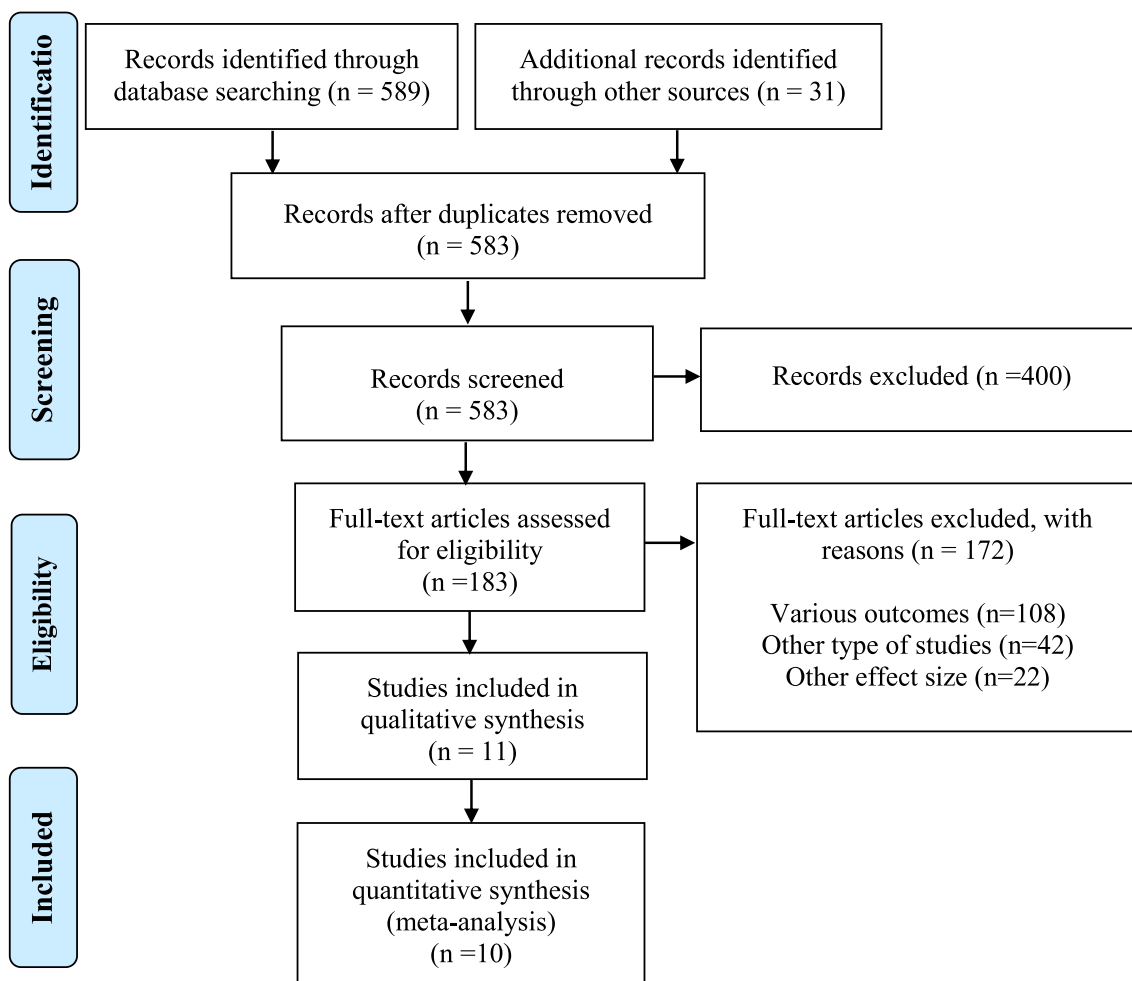 Identificatio
Records identified through
database searching (n = 589)
Additional records identified
through other sources (n = 31)
Records after duplicates removed
(n = 583)
Screening
Records screened
(n = 583)
Records excluded (n =400)
Eligibility
Full-text articles assessed
for eligibility
(n =183)
Full-text articles excluded, with
reasons (n = 172)
Various outcomes (n=108)
Other type of studies (n=42)
Other effect size (n=22)
Studies included in
qualitative synthesis
(n = 11)
Included
Studies included in
quantitative synthesis
(meta-analysis)
(n =10)